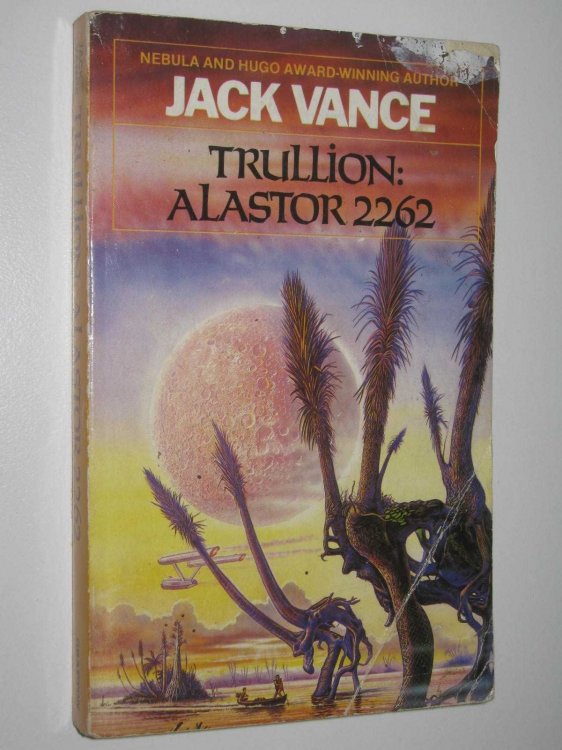 NEBULA AND HUGO AWARD-WINNING AUTHOR
JACK VANCE
TRULLION:
ALASTOR 2262